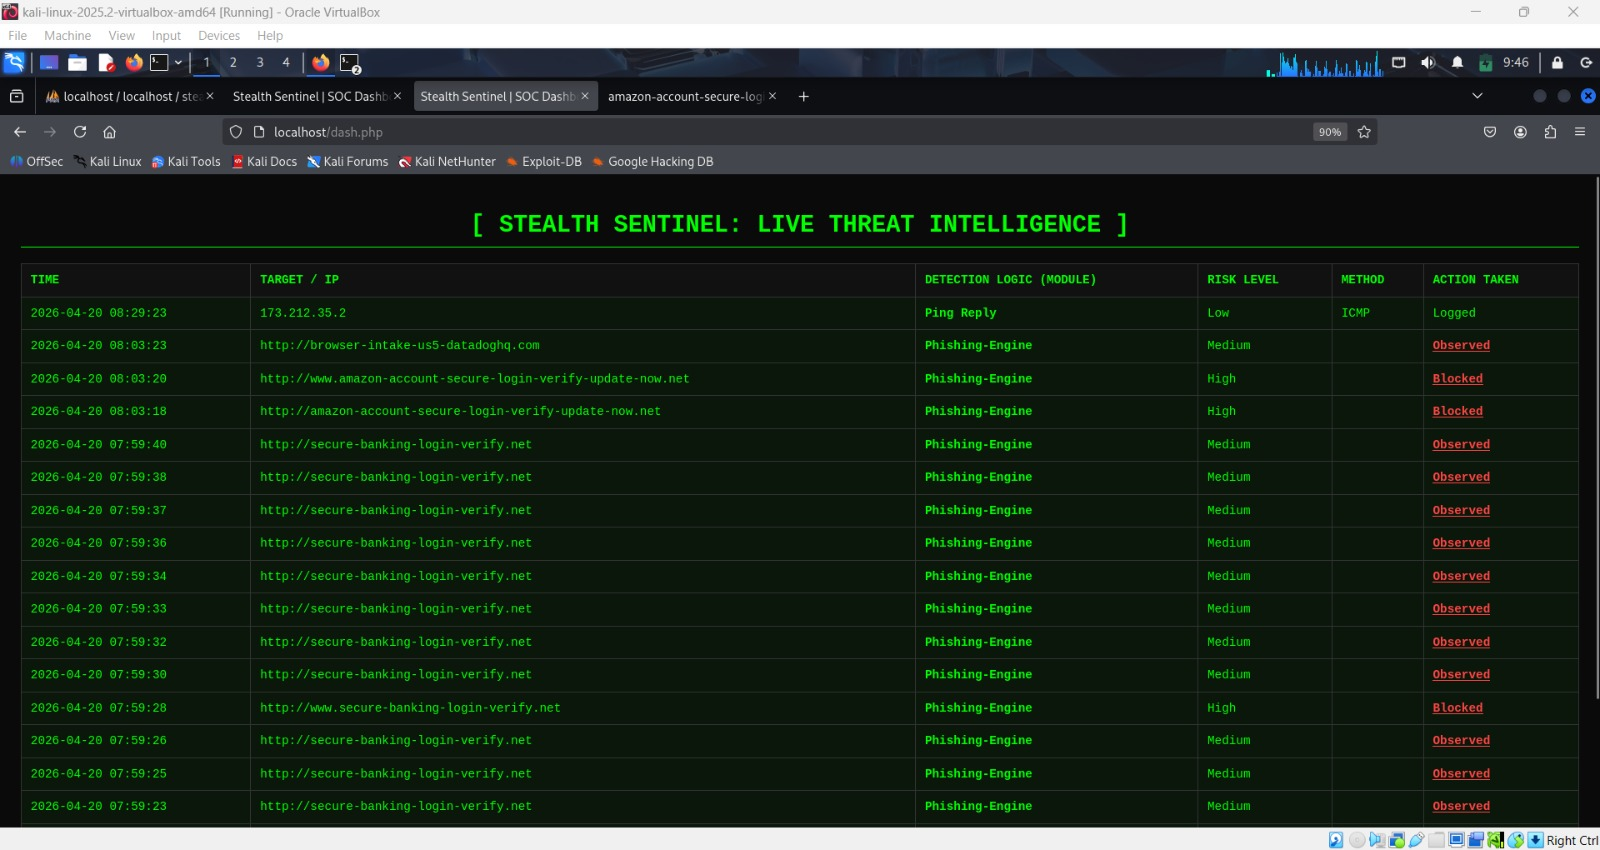 kali-linux-2025.2-virtualbox-amd64 [Running] - Oracle VirtualBox
File Machine View Input Devices Help
1 2 3 4 2 9:46
localhost / localhost / stea Stealth Sentinel | SOC Dashb Stealth Sentinel | SOC Dashb amazon-account-secure-log
localhost/dash.php 90%
OffSec Kali Linux Kali Tools Kali Docs Kali Forums Kali NetHunter Exploit-DB Google Hacking DB
[ STEALTH SENTINEL: LIVE THREAT INTELLIGENCE ]
TIME TARGET / IP DETECTION LOGIC (MODULE) RISK LEVEL METHOD ACTION TAKEN
2026-04-20 08:29:23 173.212.35.2 Ping Reply Low ICMP Logged
2026-04-20 08:03:23 http://browser-intake-us5-datadoghq.com Phishing-Engine Medium Observed
2026-04-20 08:03:20 http://www.amazon-account-secure-login-verify-update-now.net Phishing-Engine High Blocked
2026-04-20 08:03:18 http://amazon-account-secure-login-verify-update-now.net Phishing-Engine High Blocked
2026-04-20 07:59:40 http://secure-banking-login-verify.net Phishing-Engine Medium Observed
2026-04-20 07:59:38 http://secure-banking-login-verify.net Phishing-Engine Medium Observed
2026-04-20 07:59:37 http://secure-banking-login-verify.net Phishing-Engine Medium Observed
2026-04-20 07:59:36 http://secure-banking-login-verify.net Phishing-Engine Medium Observed
2026-04-20 07:59:34 http://secure-banking-login-verify.net Phishing-Engine Medium Observed
2026-04-20 07:59:33 http://secure-banking-login-verify.net Phishing-Engine Medium Observed
2026-04-20 07:59:32 http://secure-banking-login-verify.net Phishing-Engine Medium Observed
2026-04-20 07:59:30 http://secure-banking-login-verify.net Phishing-Engine Medium Observed
2026-04-20 07:59:28 http://www.secure-banking-login-verify.net Phishing-Engine High Blocked
2026-04-20 07:59:26 http://secure-banking-login-verify.net Phishing-Engine Medium Observed
2026-04-20 07:59:25 http://secure-banking-login-verify.net Phishing-Engine Medium Observed
2026-04-20 07:59:23 http://secure-banking-login-verify.net Phishing-Engine Medium Observed
Right Ctrl